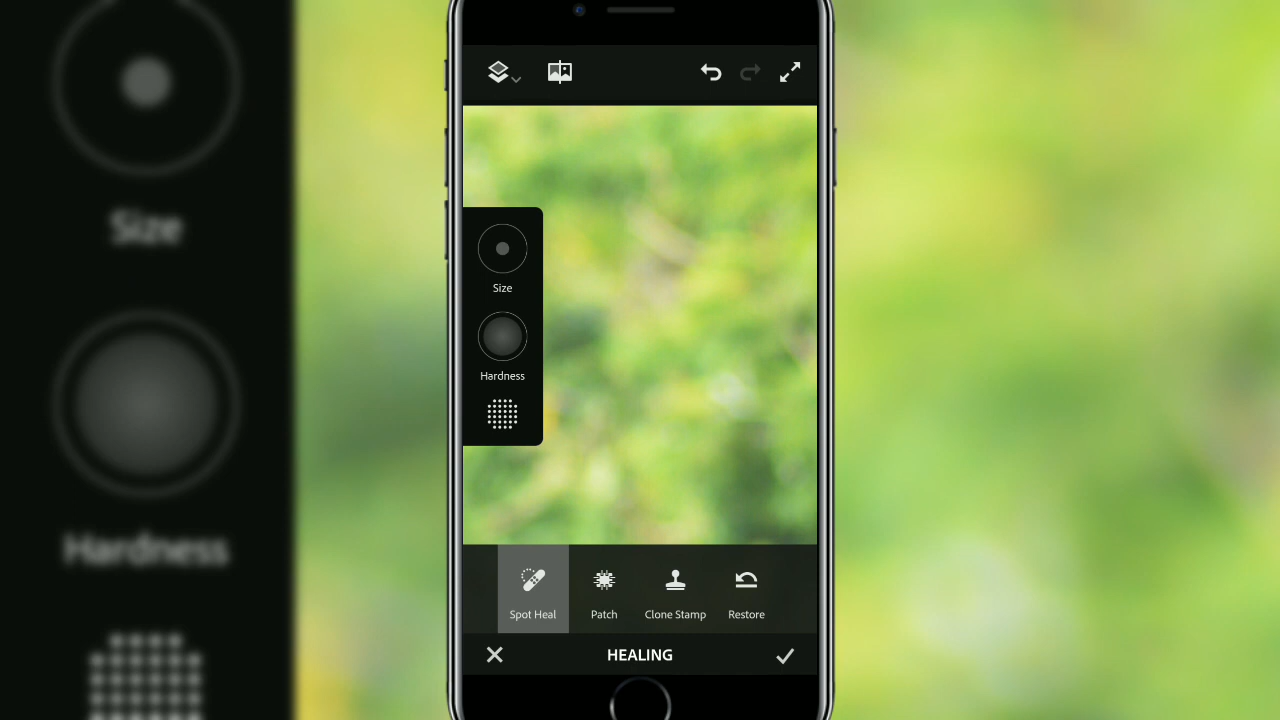 Size
Hardness
Size
Hardness
Spot Heal
Patch
Clone Stamp
Restore
HEALING